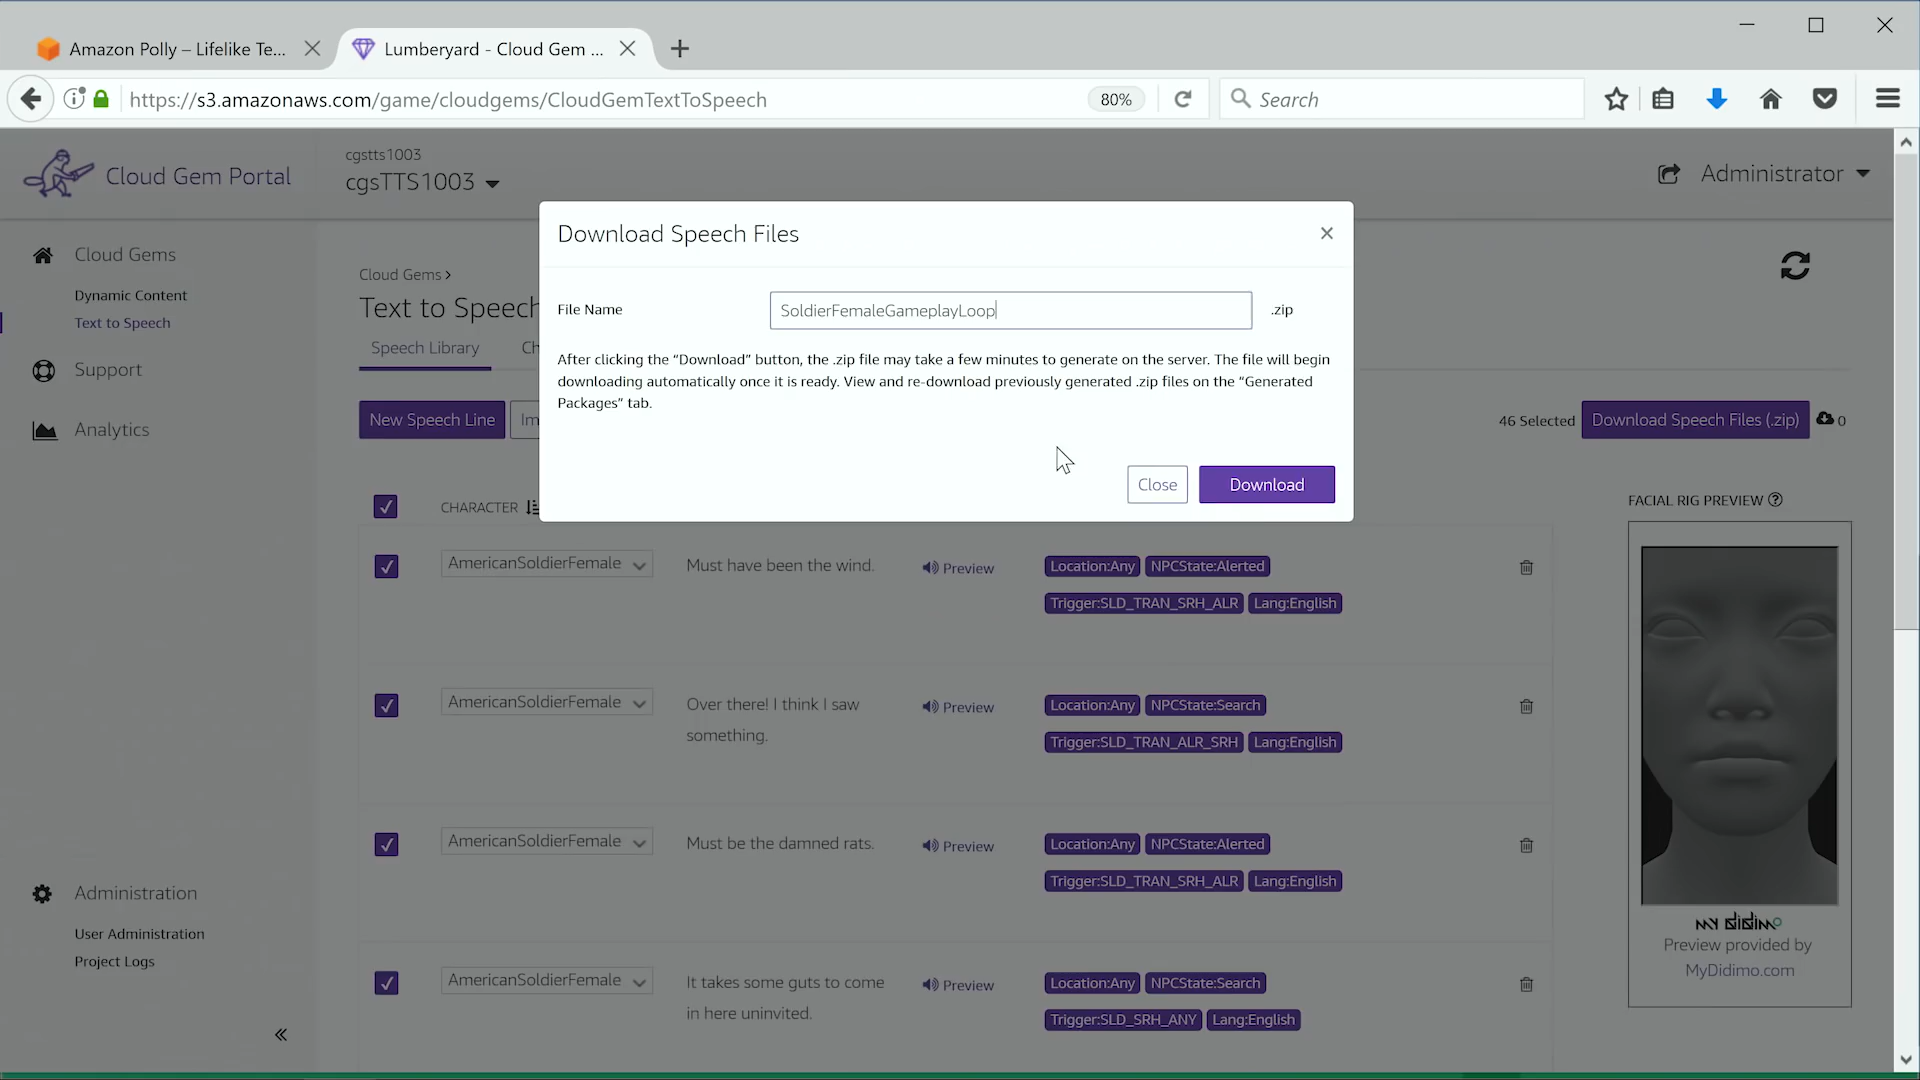 Amazon Polly – Lifelike Te...
Lumberyard - Cloud Gem ...
https://s3.amazonaws.com/game/cloudgems/CloudGemTextToSpeech
80%
Search
Cloud Gem Portal
cgstts1003
cgsTTS1003
Administrator
Cloud Gems
Dynamic Content
Text to Speech
Support
Analytics
Administration
User Administration
Project Logs
Cloud Gems
Text to Speech
Speech Library
Ch
New Speech Line
Im
46 Selected
Download Speech Files (.zip)
0
Download Speech Files
File Name
SoldierFemaleGameplayLoop
.zip
After clicking the “Download” button, the .zip file may take a few minutes to generate on the server. The file will begin
downloading automatically once it is ready. View and re-download previously generated .zip files on the “Generated
Packages” tab.
Close
Download
CHARACTER
AmericanSoldierFemale
Must have been the wind.
Preview
Location:Any
NPCState:Alerted
Trigger:SLD_TRAN_SRH_ALR
Lang:English
AmericanSoldierFemale
Over there! I think I saw
something.
Preview
Location:Any
NPCState:Search
Trigger:SLD_TRAN_ALR_SRH
Lang:English
AmericanSoldierFemale
Must be the damned rats.
Preview
Location:Any
NPCState:Alerted
Trigger:SLD_TRAN_SRH_ALR
Lang:English
AmericanSoldierFemale
It takes some guts to come
in here uninvited.
Preview
Location:Any
NPCState:Search
Trigger:SLD_SRH_ANY
Lang:English
FACIAL RIG PREVIEW
MY DIDIMO
Preview provided by
MyDidimo.com